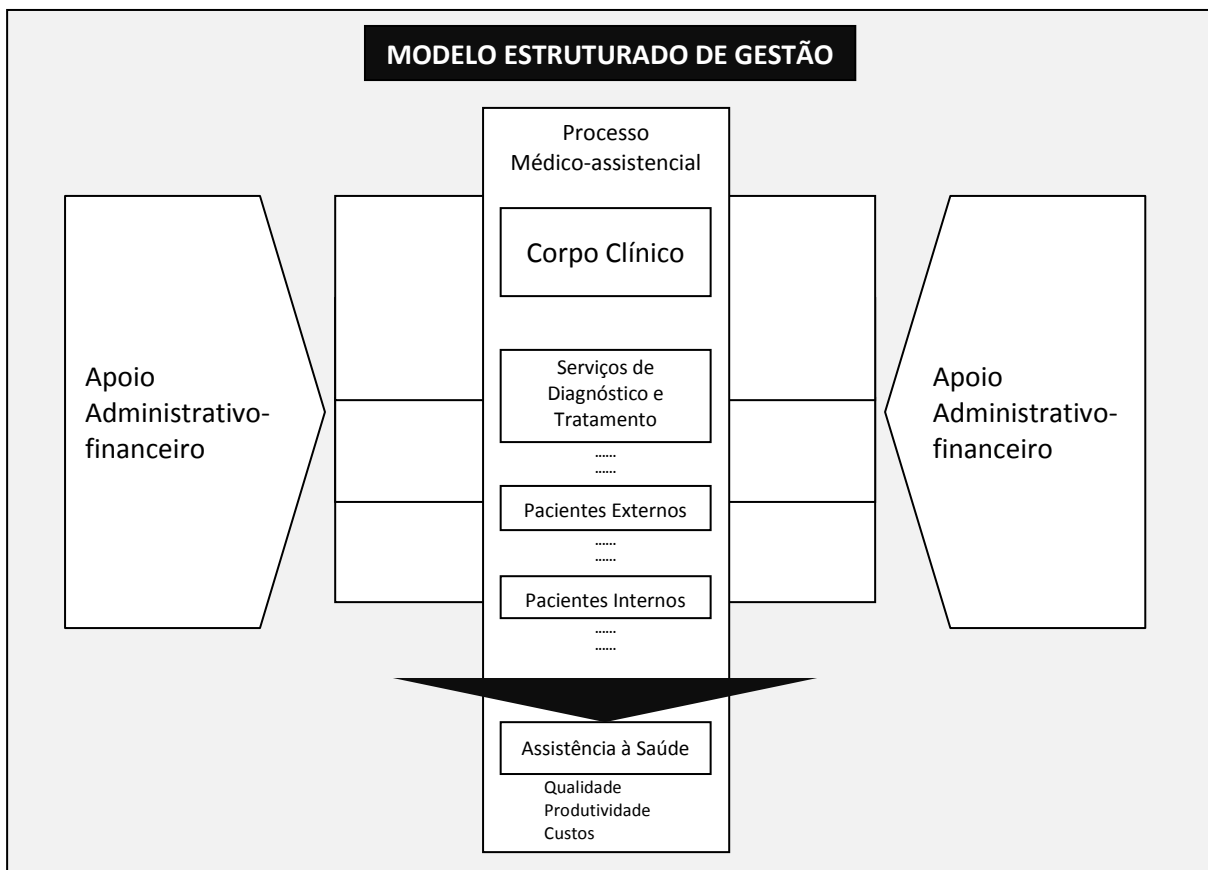 MODELO ESTRUTURADO DE GESTÃO
Processo
Médico-assistencial
Corpo Clínico
Apoio
Administrativo-
financeiro
Serviços de
Diagnóstico e
Tratamento
......
......
Pacientes Externos
......
......
Pacientes Internos
......
......
Apoio
Administrativo-
financeiro
Assistência à Saúde
Qualidade
Produtividade
Custos